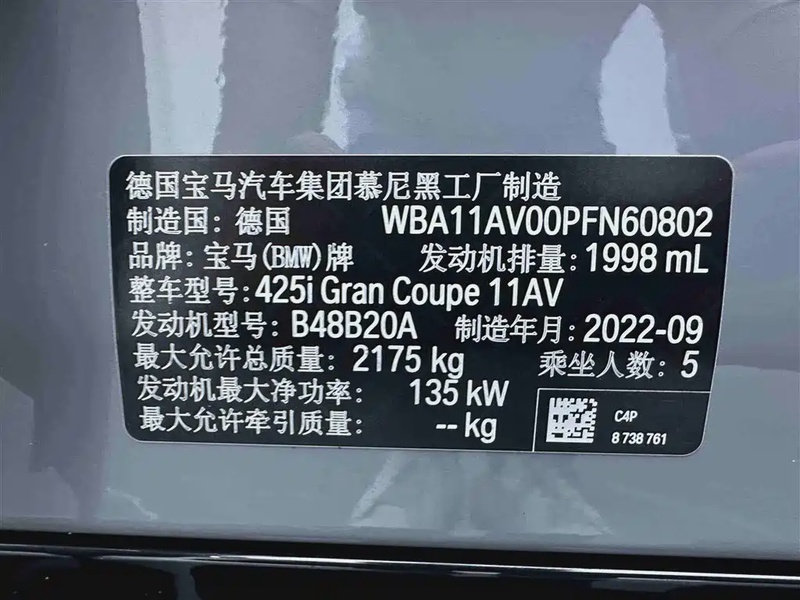 德国宝马汽车集团慕尼黑工厂制造
制造国: 德国 WBA11AV00PFN60802
品牌: 宝马(BMW)牌 发动机排量: 1998 mL
整车型号: 425i Gran Coupe 11AV
发动机型号: B48B20A 制造年月: 2022-09
最大允许总质量: 2175 kg 乘坐人数: 5
发动机最大净功率: 135 kW
最大允许牵引质量: -- kg
C4P
8 738 761